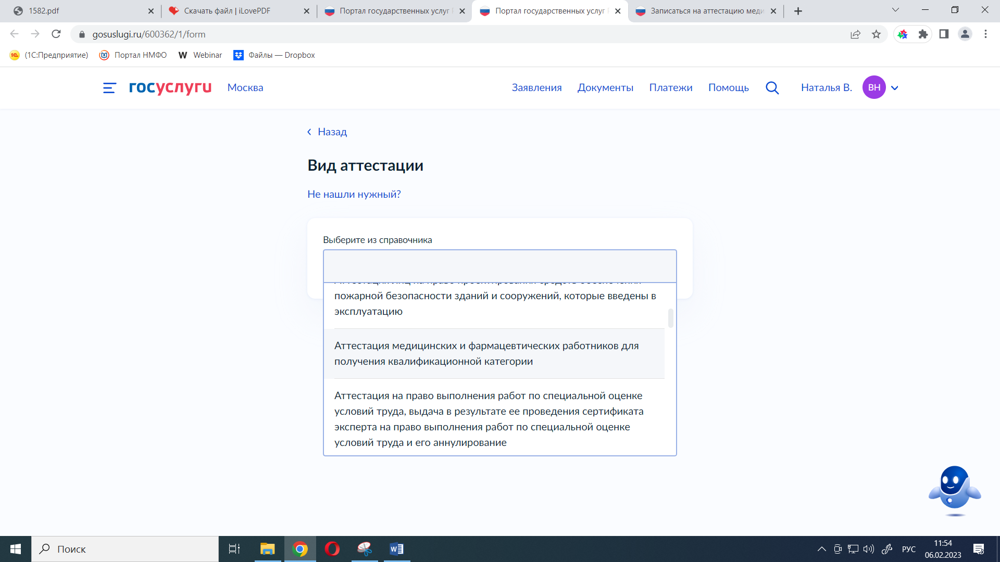 1582.pdf
Скачать файл | iLovePDF
Портал государственных услуг
Портал государственных услуг
Записаться на аттестацию меди
gosuslugi.ru/600362/1/form
(1С:Предприятие)
Портал НМФО
W Webinar
Файлы — Dropbox
госуслуги
Москва
Заявления
Документы
Платежи
Помощь
Наталья В.
ВН
Назад
Вид аттестации
Не нашли нужный?
Выберите из справочника
пожарной безопасности зданий и сооружений, которые введены в
эксплуатацию
Аттестация медицинских и фармацевтических работников для
получения квалификационной категории
Аттестация на право выполнения работ по специальной оценке
условий труда, выдача в результате ее проведения сертификата
эксперта на право выполнения работ по специальной оценке
условий труда и его аннулирование
Поиск
РУС
11:54
06.02.2023